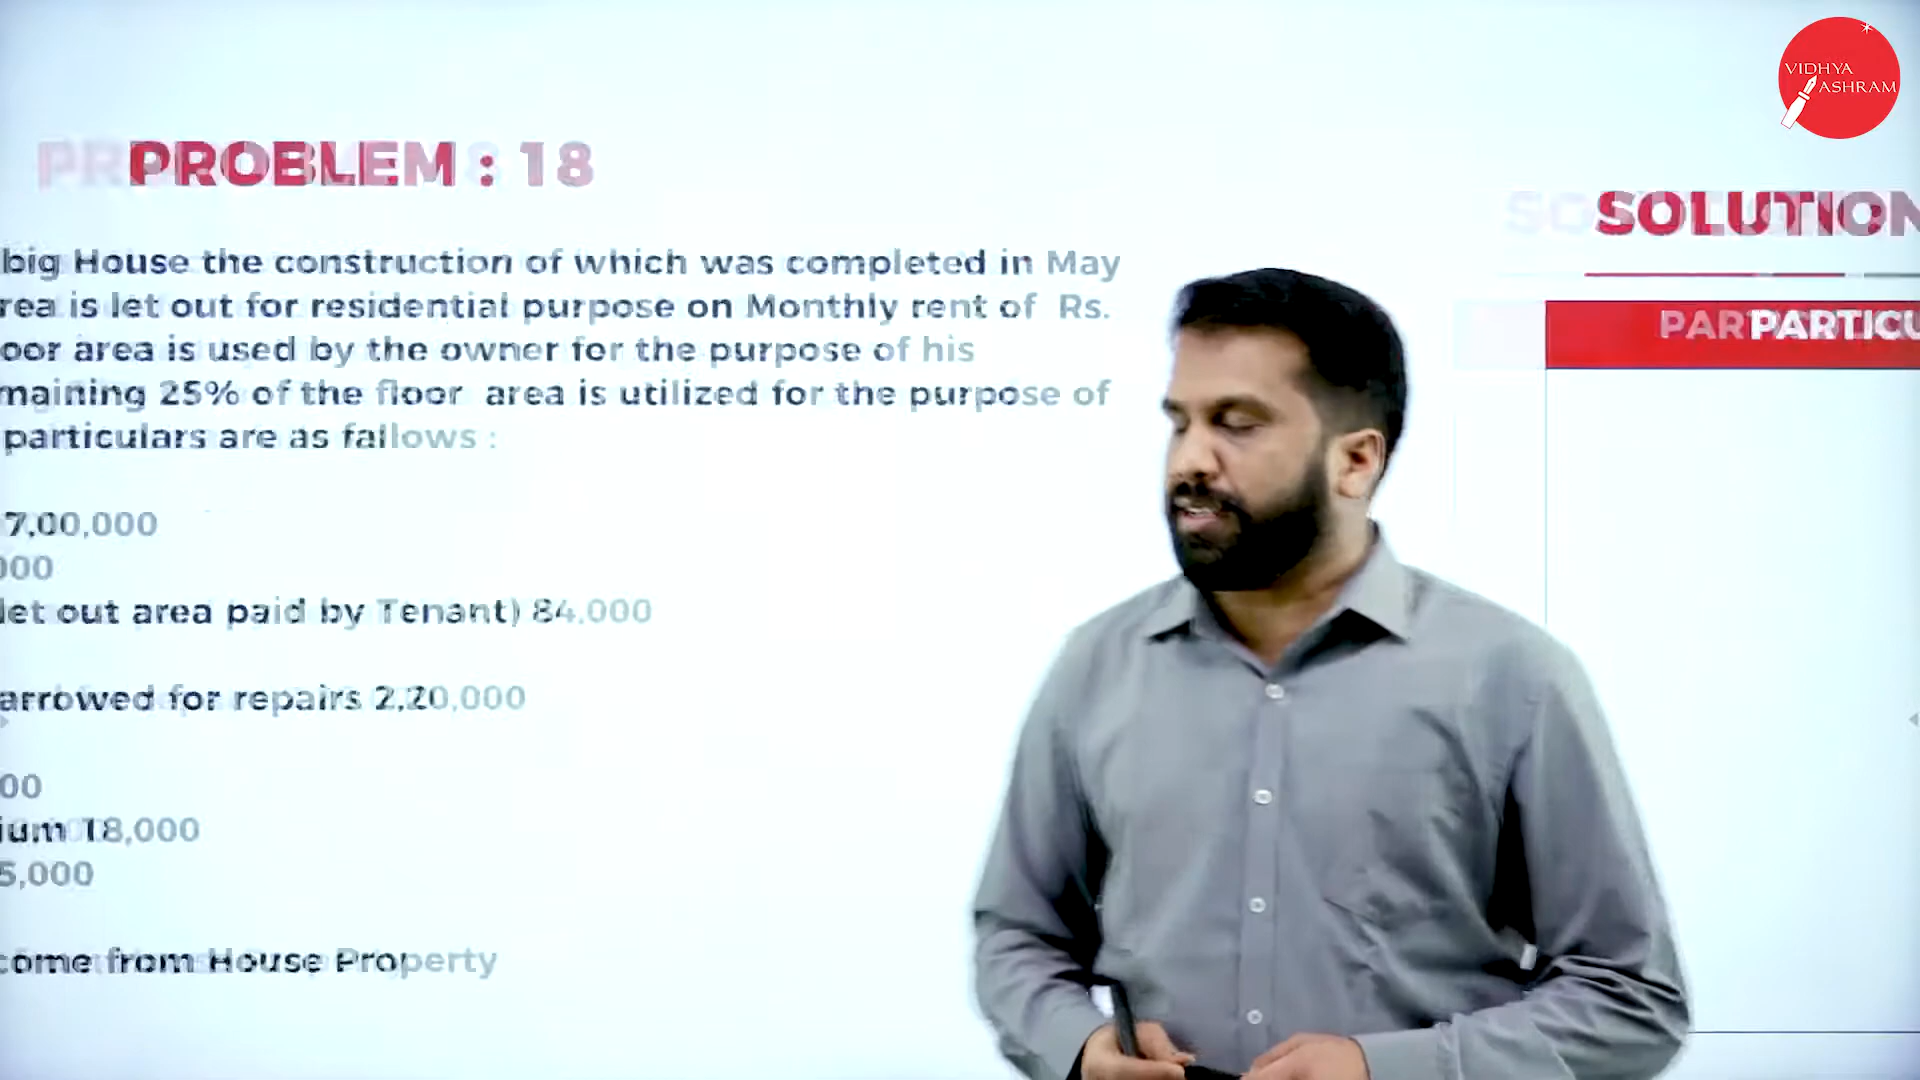 VIDHYA
ASHRAM
PROBLEM : 18
SOLUTION
big House the construction of which was completed in May
PARTICU
rea is let out for residential purpose on Monthly rent of Rs.
oor area is used by the owner for the purpose of his
maining 25% of the floor area is utilized for the purpose of
particulars are as fallows :
7,00,000
000
let out area paid by Tenant) 84,000
arrowed for repairs 2,20,000
00
ium 18,000
5,000
come from House Property